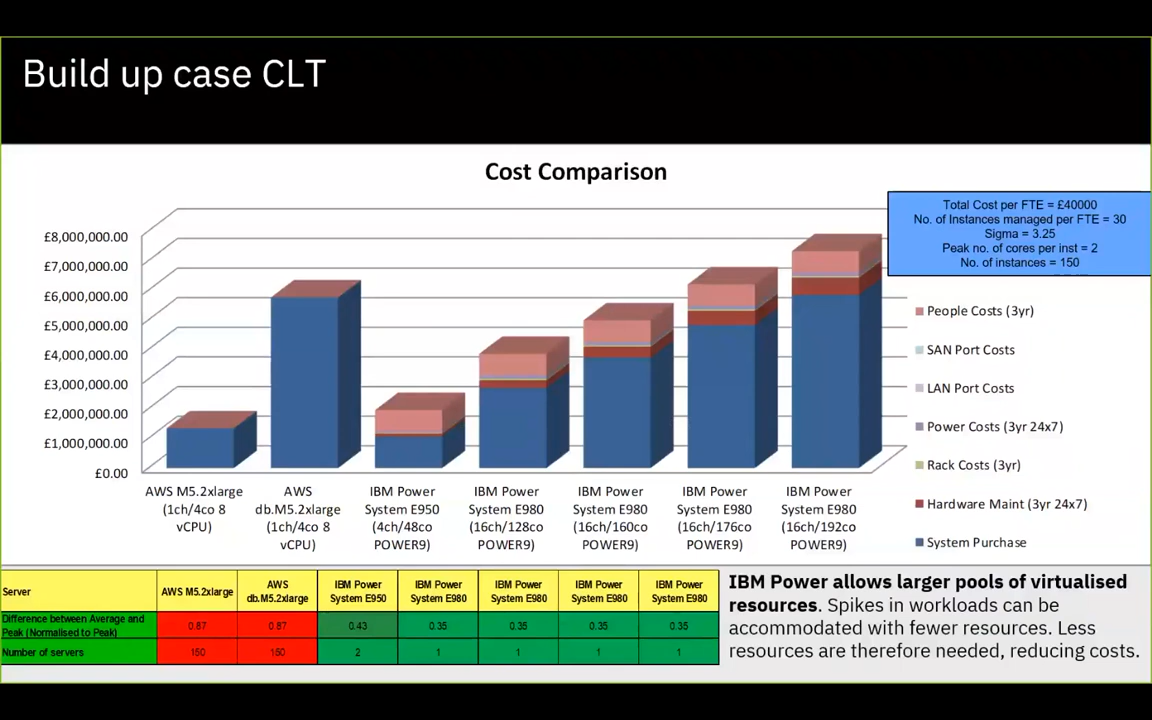 Build up case CLT
Cost Comparison
Total Cost per FTE = £40000
No. of Instances managed per FTE = 30
Sigma = 3.25
Peak no. of cores per inst = 2
No. of instances = 150
£8,000,000.00
£7,000,000.00
£6,000,000.00
£5,000,000.00
£4,000,000.00
£3,000,000.00
£2,000,000.00
£1,000,000.00
£0.00
AWS M5.2xlarge
(1ch/4co 8
vCPU)
AWS
db.M5.2xlarge
(1ch/4co 8
vCPU)
IBM Power
System E950
(4ch/48co
POWER9)
IBM Power
System E980
(16ch/128co
POWER9)
IBM Power
System E980
(16ch/160co
POWER9)
IBM Power
System E980
(16ch/176co
POWER9)
IBM Power
System E980
(16ch/192co
POWER9)
People Costs (3yr)
SAN Port Costs
LAN Port Costs
Power Costs (3yr 24x7)
Rack Costs (3yr)
Hardware Maint (3yr 24x7)
System Purchase
Server
AWS M5.2xlarge
AWS
db.M5.2xlarge
IBM Power
System E950
IBM Power
System E980
IBM Power
System E980
IBM Power
System E980
IBM Power
System E980
Difference between Average and
Peak (Normalised to Peak)
0.87
0.87
0.43
0.35
0.35
0.35
0.35
Number of servers
150
150
2
1
1
1
1
IBM Power allows larger pools of virtualised
resources. Spikes in workloads can be
accommodated with fewer resources. Less
resources are therefore needed, reducing costs.